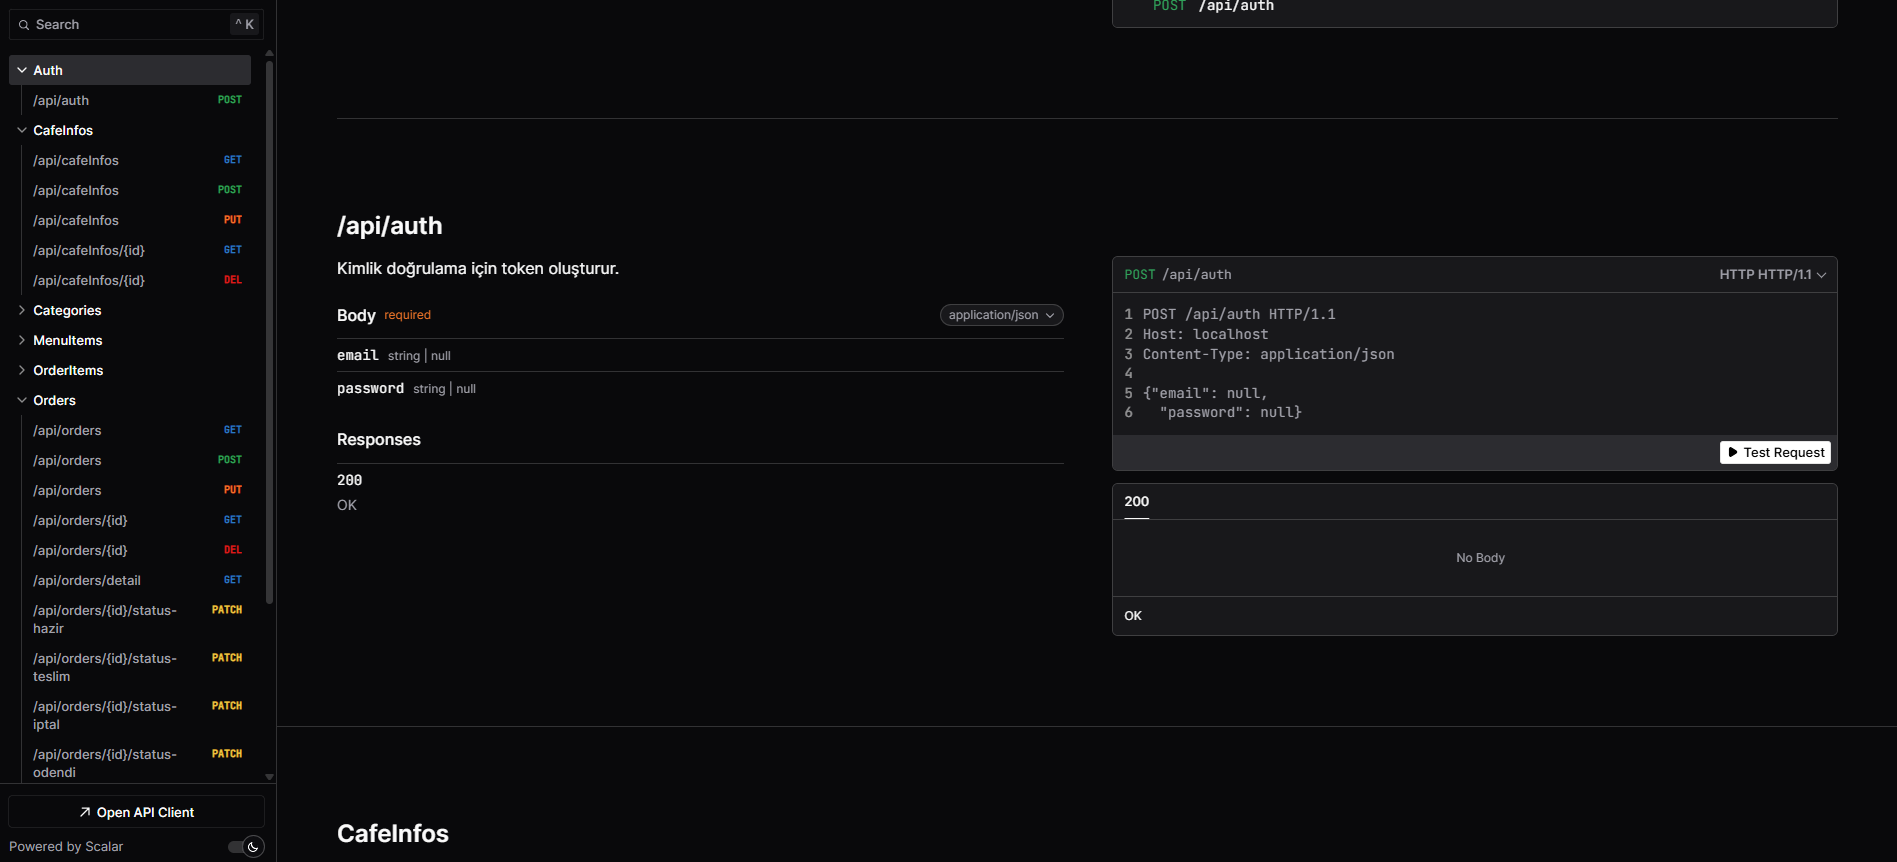 Search
^ K
Auth
/api/auth POST
CafeInfos
/api/cafeInfos GET
/api/cafeInfos POST
/api/cafeInfos PUT
/api/cafeInfos/{id} GET
/api/cafeInfos/{id} DEL
Categories
MenuItems
OrderItems
Orders
/api/orders GET
/api/orders POST
/api/orders PUT
/api/orders/{id} GET
/api/orders/{id} DEL
/api/orders/detail GET
/api/orders/{id}/status- PATCH
hazir
/api/orders/{id}/status- PATCH
teslim
/api/orders/{id}/status- PATCH
iptal
/api/orders/{id}/status- PATCH
odendi
Open API Client
Powered by Scalar
POST /api/auth
/api/auth
Kimlik doğrulama için token oluşturur.
Body required application/json
email string | null
password string | null
Responses
200
OK
POST /api/auth HTTP HTTP/1.1
1 POST /api/auth HTTP/1.1
2 Host: localhost
3 Content-Type: application/json
4
5 {"email": null,
6 "password": null}
Test Request
200
No Body
OK
CafeInfos